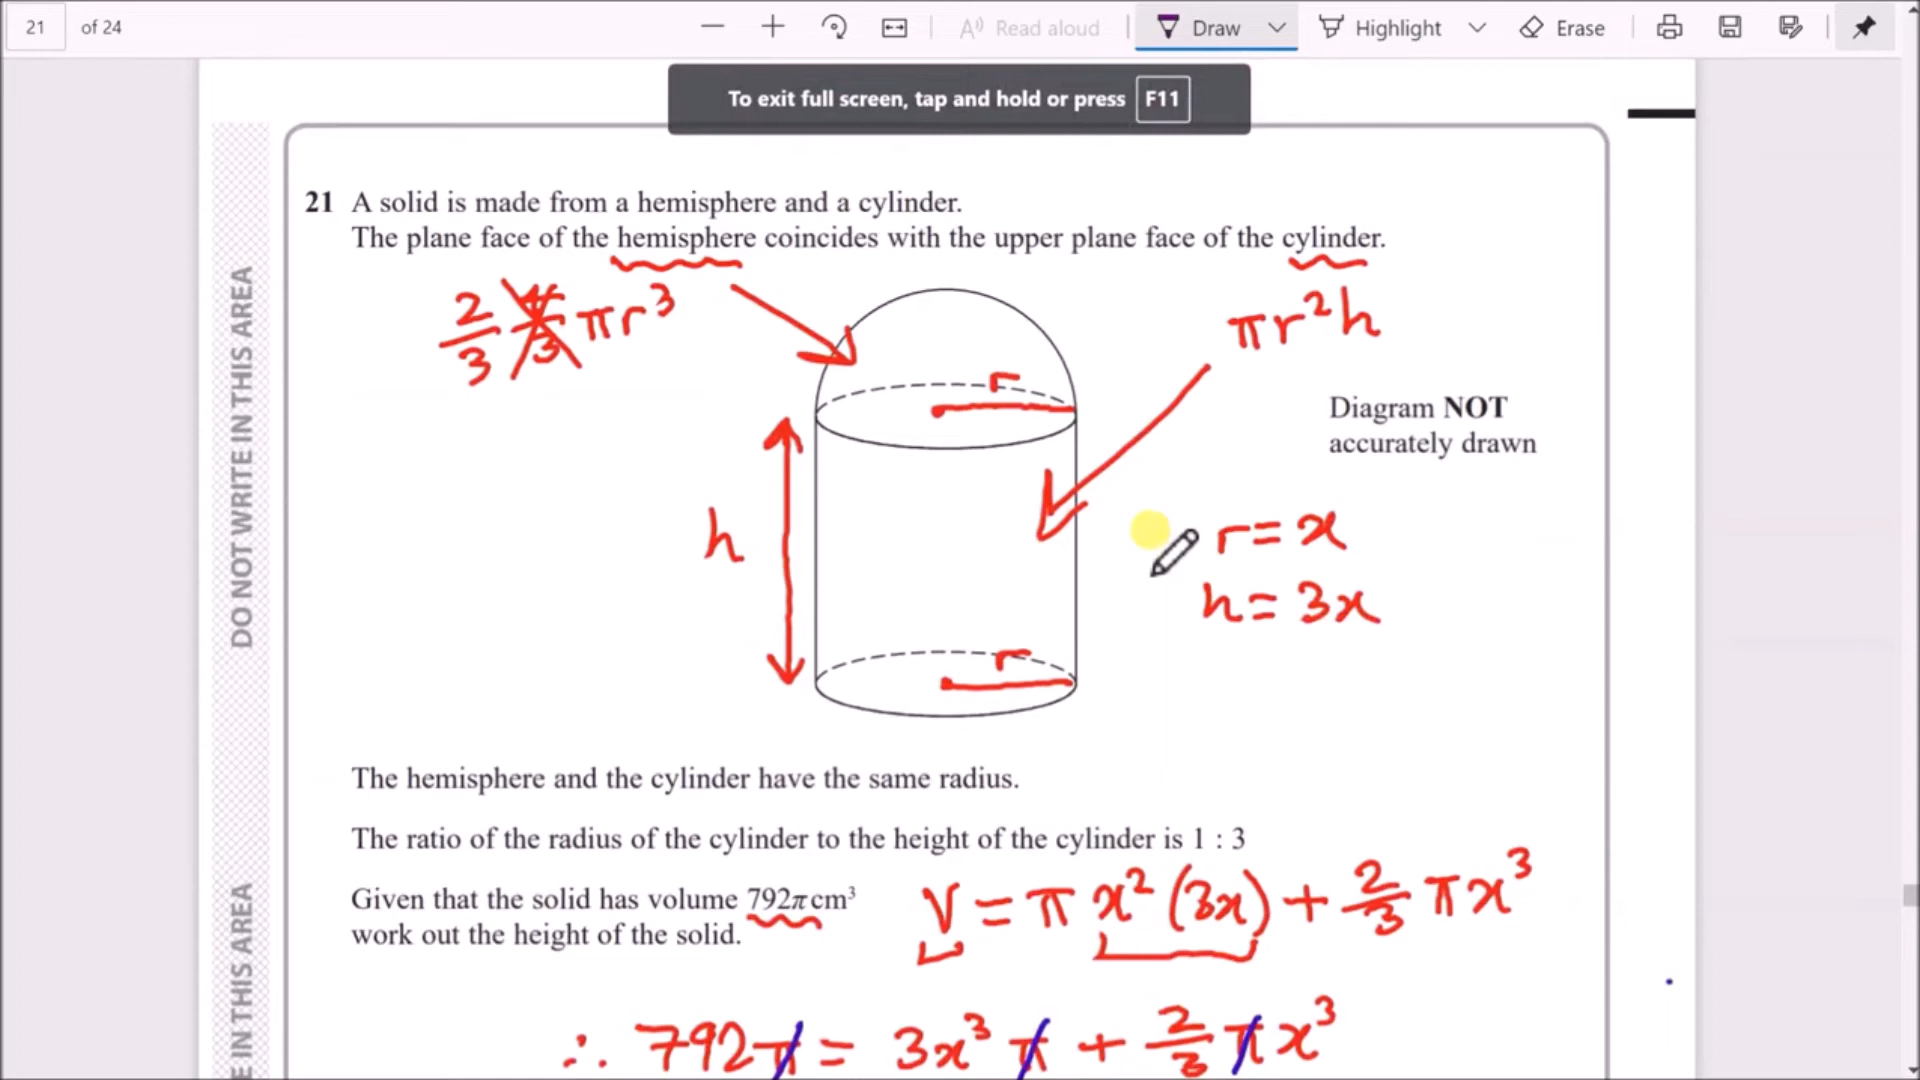 21 of 24
Read aloud Draw Highlight Erase
To exit full screen, tap and hold or press F11
DO NOT WRITE IN THIS AREA
21 A solid is made from a hemisphere and a cylinder.
The plane face of the hemisphere coincides with the upper plane face of the cylinder.
2/3 4/3 πr³
πr²h
r
Diagram NOT
accurately drawn
h
r = x
h = 3x
r
The hemisphere and the cylinder have the same radius.
The ratio of the radius of the cylinder to the height of the cylinder is 1 : 3
Given that the solid has volume 792π cm³
work out the height of the solid.
V = π x² (3x) + 2/3 π x³
∴ 792π = 3x³ π + 2/3 π x³
E IN THIS AREA